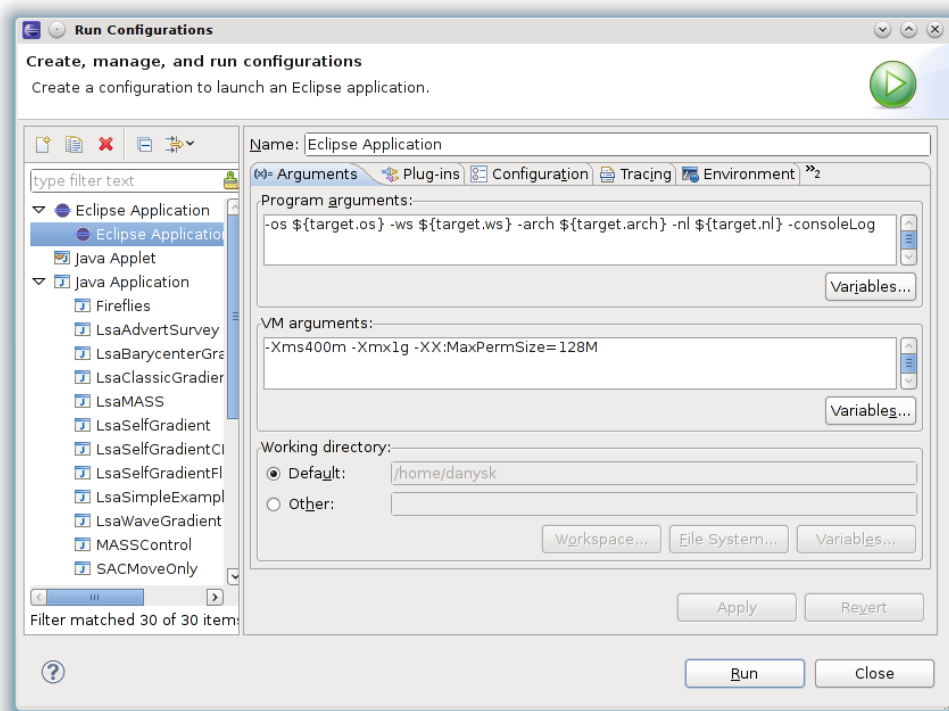 Run Configurations
Create, manage, and run configurations
Create a configuration to launch an Eclipse application.
type filter text
Eclipse Application
Eclipse Application
Java Applet
Java Application
Fireflies
LsaAdvertSurvey
LsaBarycenterGra
LsaClassicGradien
LsaMASS
LsaSelfGradient
LsaSelfGradientCl
LsaSelfGradientFl
LsaSimpleExampl
LsaWaveGradient
MASSControl
SACMoveOnly
Filter matched 30 of 30 items
Name: Eclipse Application
(x)= Arguments Plug-ins Configuration Tracing Environment »2
Program arguments:
-os ${target.os} -ws ${target.ws} -arch ${target.arch} -nl ${target.nl} -consoleLog
Variables...
VM arguments:
-Xms400m -Xmx1g -XX:MaxPermSize=128M
Variables...
Working directory:
Default: /home/danysk
Other:
Workspace... File System... Variables...
Apply Revert
? Run Close